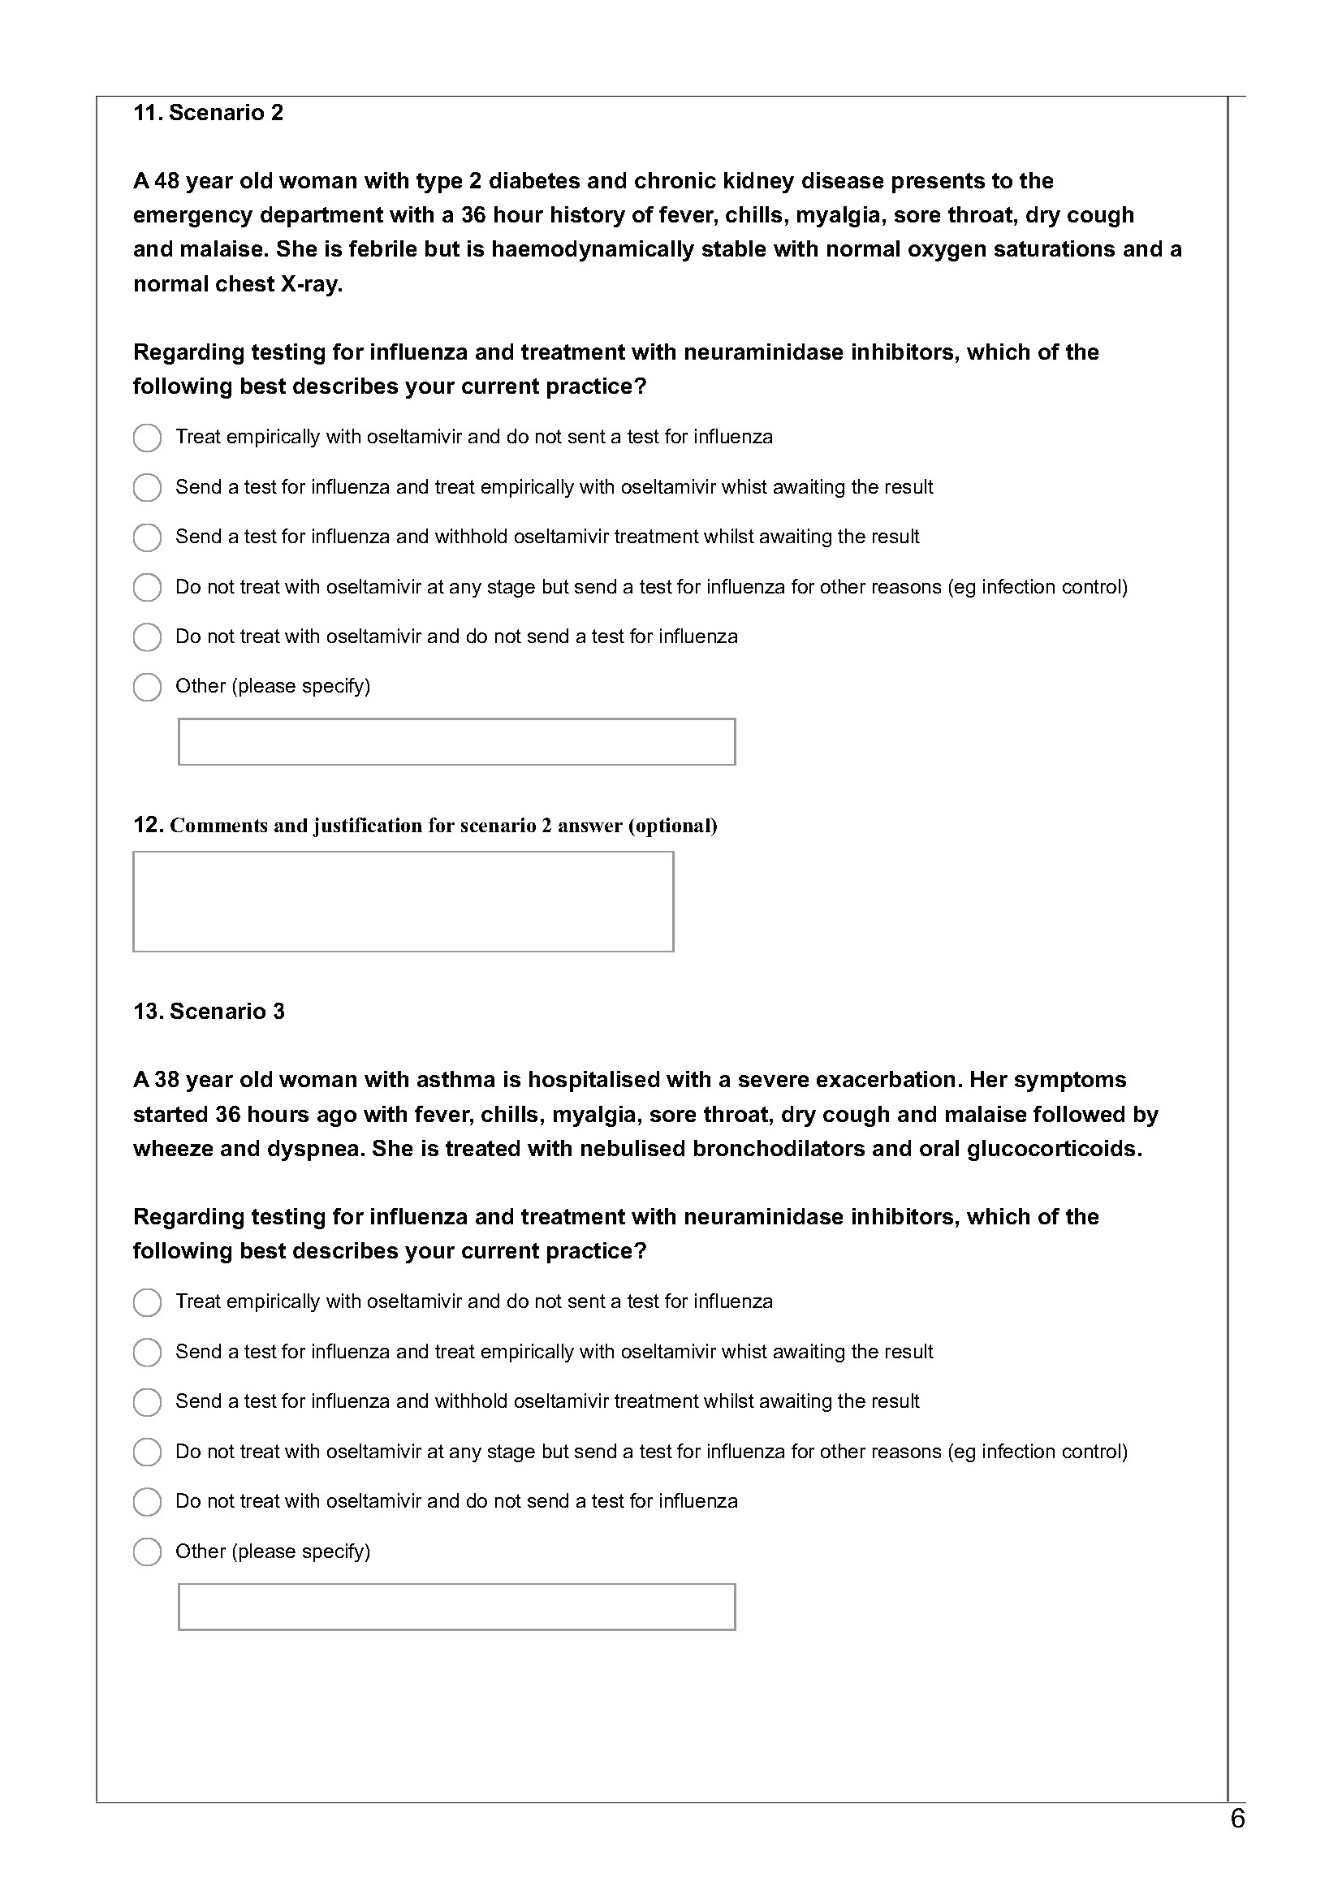 11. Scenario 2
A 48 year old woman with type 2 diabetes and chronic kidney disease presents to the
emergency department with a 36 hour history of fever, chills, myalgia, sore throat, dry cough
and malaise. She is febrile but is haemodynamically stable with normal oxygen saturations and a
normal chest X-ray.
Regarding testing for influenza and treatment with neuraminidase inhibitors, which of the
following best describes your current practice?
Treat empirically with oseltamivir and do not sent a test for influenza
Send a test for influenza and treat empirically with oseltamivir whist awaiting the result
Send a test for influenza and withhold oseltamivir treatment whilst awaiting the result
Do not treat with oseltamivir at any stage but send a test for influenza for other reasons (eg infection control)
Do not treat with oseltamivir and do not send a test for influenza
Other (please specify)
12. Comments and justification for scenario 2 answer (optional)
13. Scenario 3
A 38 year old woman with asthma is hospitalised with a severe exacerbation. Her symptoms
started 36 hours ago with fever, chills, myalgia, sore throat, dry cough and malaise followed by
wheeze and dyspnea. She is treated with nebulised bronchodilators and oral glucocorticoids.
Regarding testing for influenza and treatment with neuraminidase inhibitors, which of the
following best describes your current practice?
Treat empirically with oseltamivir and do not sent a test for influenza
Send a test for influenza and treat empirically with oseltamivir whist awaiting the result
Send a test for influenza and withhold oseltamivir treatment whilst awaiting the result
Do not treat with oseltamivir at any stage but send a test for influenza for other reasons (eg infection control)
Do not treat with oseltamivir and do not send a test for influenza
Other (please specify)
6